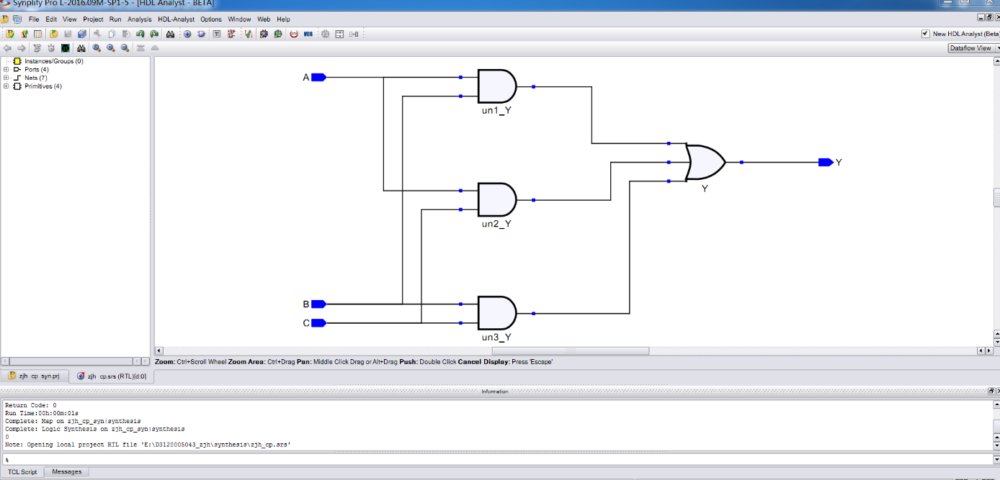 Synplify Pro L-2016.09M-SP1-5 - [HDL Analyst - BETA]
File Edit View Project Run Analysis HDL-Analyst Options Window Web Help
VCS
New HDLAnalyst (Beta)
Dataflow View
Instances/Groups (0)
Ports (4)
Nets (7)
Primitives (4)
A
un1_Y
Y
Y
un2_Y
B
C
un3_Y
Zoom: Ctrl+Scroll Wheel Zoom Area: Ctrl+Drag Pan: Middle Click Drag or Alt+Drag Push: Double Click Cancel Display: Press 'Escape'
zjh_cp_syn.prj zjh_cp.srs (RTL)[d:0]
Information
Return Code: 0
Run Time:00h:00m:01s
Complete: Map on zjh_cp_syn|synthesis
Complete: Logic Synthesis on zjh_cp_syn|synthesis
0
Note: Opening local project RTL file 'E:\D3120005043_zjh\synthesis\zjh_cp.srs'
%
TCL Script Messages